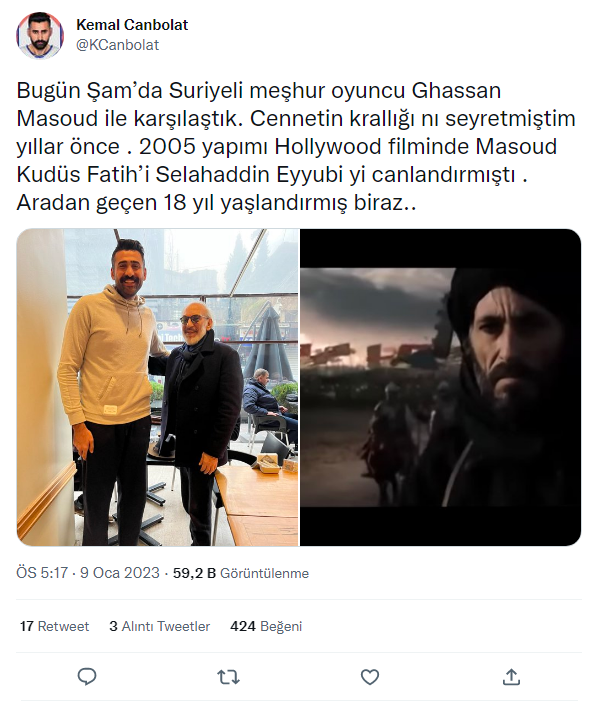 Kemal Canbolat
@KCanbolat
Bugün Şam’da Suriyeli meşhur oyuncu Ghassan
Masoud ile karşılaştık. Cennetin krallığı nı seyretmiştim
yıllar önce . 2005 yapımı Hollywood filminde Masoud
Kudüs Fatih’i Selahaddin Eyyubi yi canlandırmıştı .
Aradan geçen 18 yıl yaşlandırmış biraz..
ÖS 5:17 · 9 Oca 2023 · 59,2 B Görüntülenme
17 Retweet 3 Alıntı Tweetler 424 Beğeni